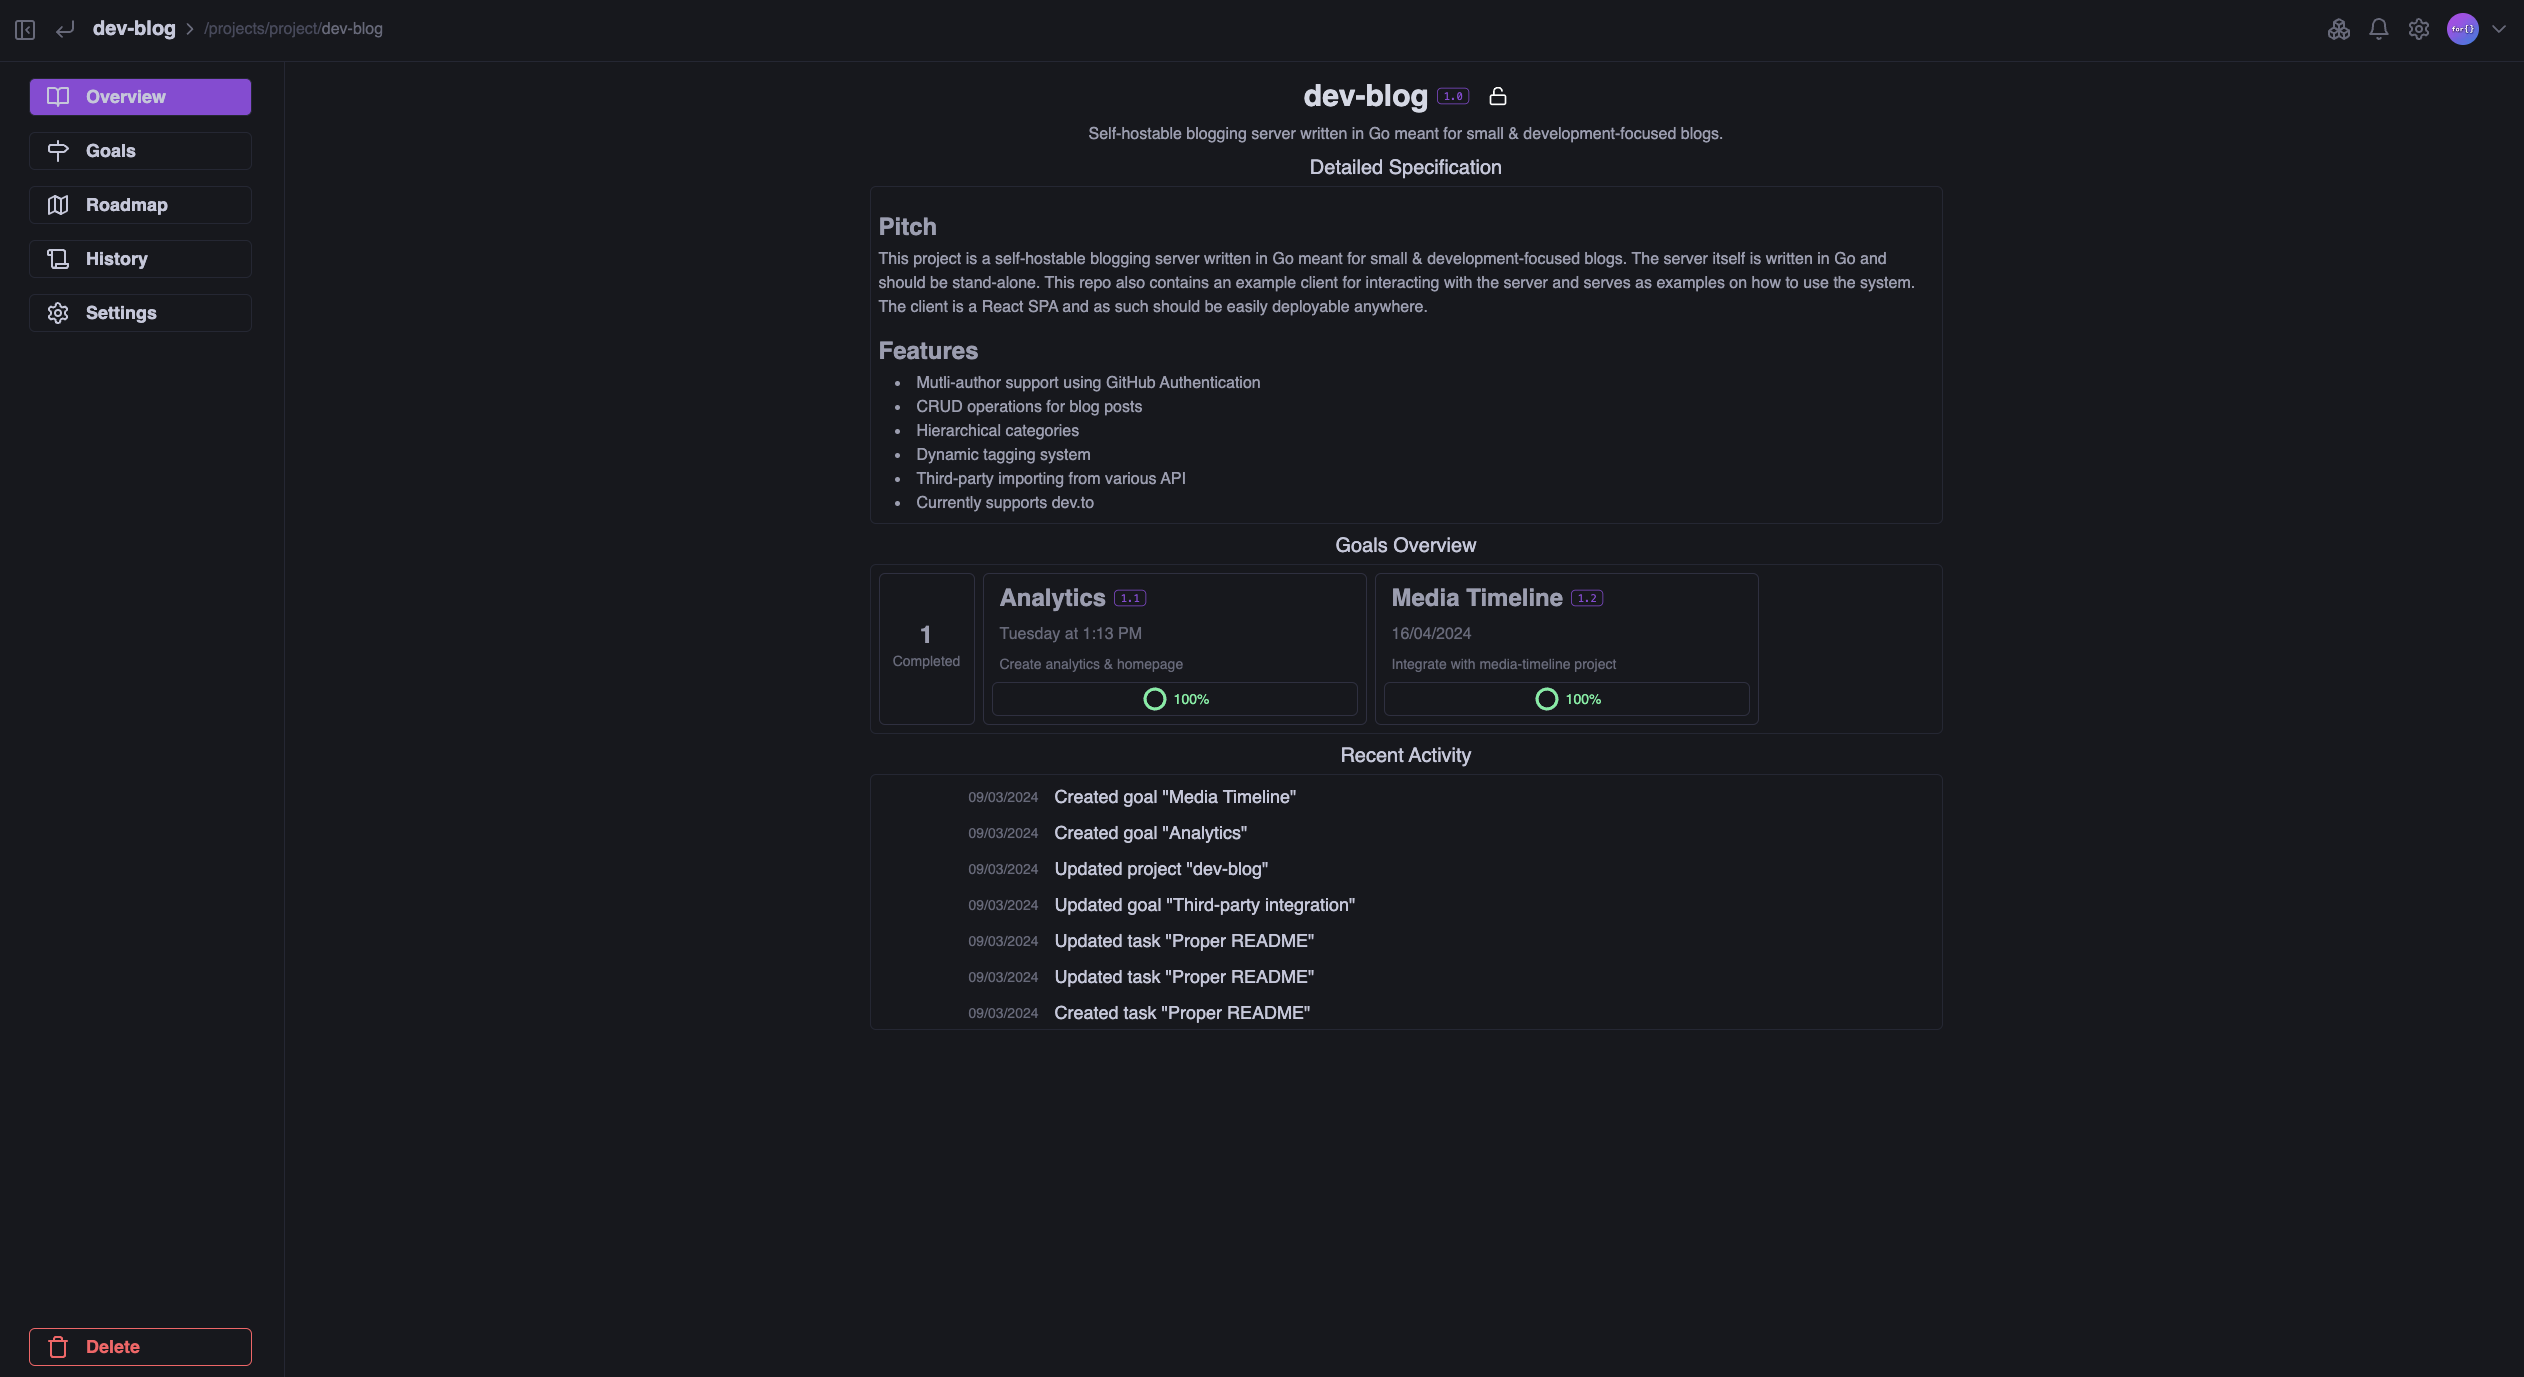 dev-blog > /projects/project/dev-blog
for{}
Overview
Goals
Roadmap
History
Settings
Delete
dev-blog 1.0
Self-hostable blogging server written in Go meant for small & development-focused blogs.
Detailed Specification
Pitch
This project is a self-hostable blogging server written in Go meant for small & development-focused blogs. The server itself is written in Go and
should be stand-alone. This repo also contains an example client for interacting with the server and serves as examples on how to use the system.
The client is a React SPA and as such should be easily deployable anywhere.
Features
• Mutli-author support using GitHub Authentication
• CRUD operations for blog posts
• Hierarchical categories
• Dynamic tagging system
• Third-party importing from various API
• Currently supports dev.to
Goals Overview
1
Completed
Analytics 1.1
Tuesday at 1:13 PM
Create analytics & homepage
100%
Media Timeline 1.2
16/04/2024
Integrate with media-timeline project
100%
Recent Activity
09/03/2024 Created goal "Media Timeline"
09/03/2024 Created goal "Analytics"
09/03/2024 Updated project "dev-blog"
09/03/2024 Updated goal "Third-party integration"
09/03/2024 Updated task "Proper README"
09/03/2024 Updated task "Proper README"
09/03/2024 Created task "Proper README"